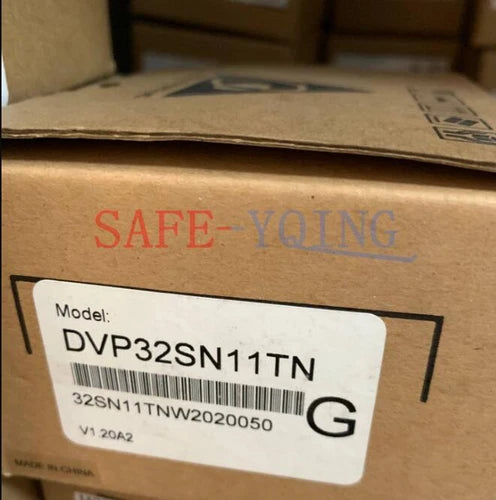 SAFE-YQING
Model:
DVP32SN11TN
32SN11TNW2020050
G
V1.20A2
MADE IN CHINA